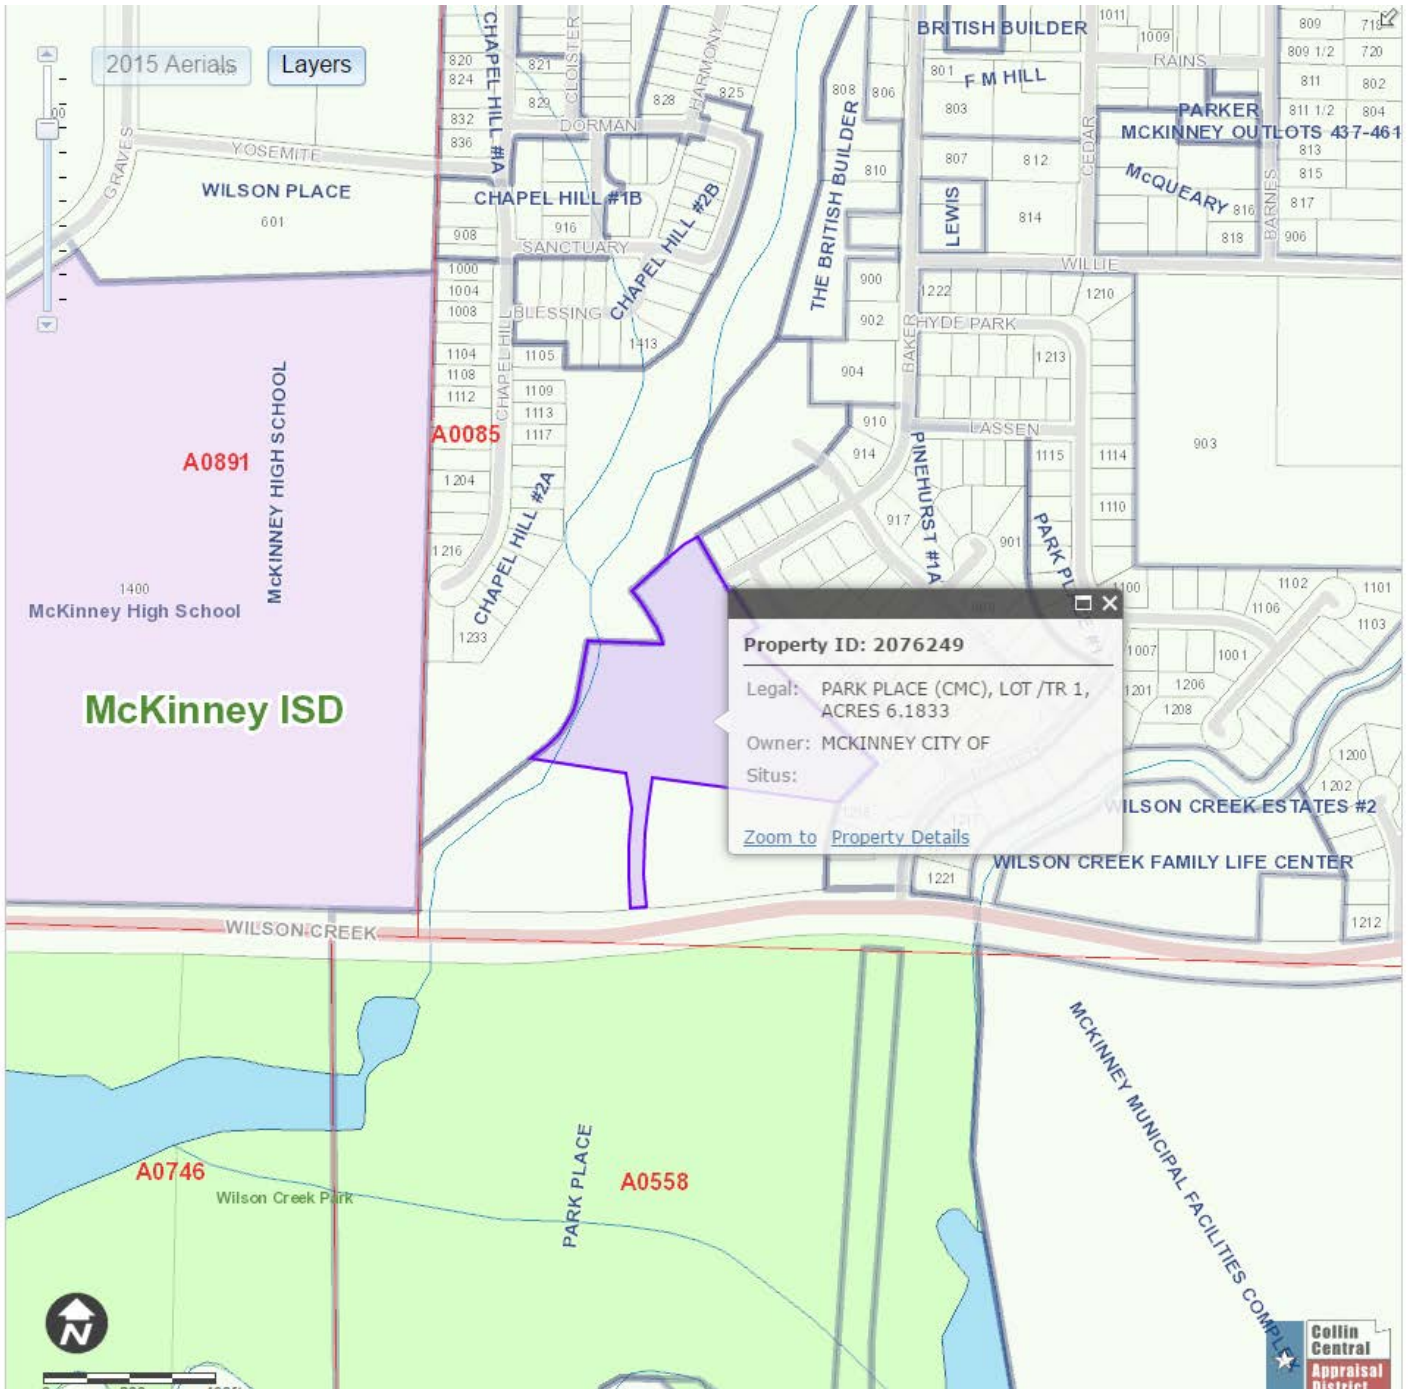 2015 Aerials
Layers
CHAPEL HILL #1A
CLOISTER
HARMONY
BRITISH BUILDER
1011
1009
809
719
820
821
824
829
828
825
808
806
801
F M HILL
803
RAINS
809 1/2
720
811
802
PARKER
811 1/2
804
MCKINNEY OUTLOTS 437-461
GRAVES
YOSEMITE
832
836
DORMAN
THE BRITISH BUILDER
810
807
812
CEDAR
813
815
WILSON PLACE
601
CHAPEL HILL #1B
CHAPEL HILL #2B
916
908
SANCTUARY
LEWIS
814
McQUEARY
816
818
BARNES
817
906
WILLIE
1000
1004
1008
BLESSING
1413
900
902
1222
1210
HYDE PARK
BAKER
1104
1105
1108
1112
CHAPEL HILL
1109
1113
1117
904
1213
910
914
LASSEN
A0891
McKINNEY HIGH SCHOOL
A0085
1204
CHAPEL HILL #2A
1216
1233
PINEHURST #1A
917
901
1115
1114
1110
903
1400
McKinney High School
McKinney ISD
1102
1101
1106
1103
1007
1001
1201
1206
1208
Property ID: 2076249
Legal: PARK PLACE (CMC), LOT /TR 1,
ACRES 6.1833
Owner: MCKINNEY CITY OF
Situs:
Zoom to
Property Details
1200
1202
WILSON CREEK ESTATES #2
WILSON CREEK FAMILY LIFE CENTER
1221
1212
WILSON CREEK
MCKINNEY MUNICIPAL FACILITIES COMPLEX
A0746
Wilson Creek Park
PARK PLACE
A0558
N
Collin
Central
Appraisal
District